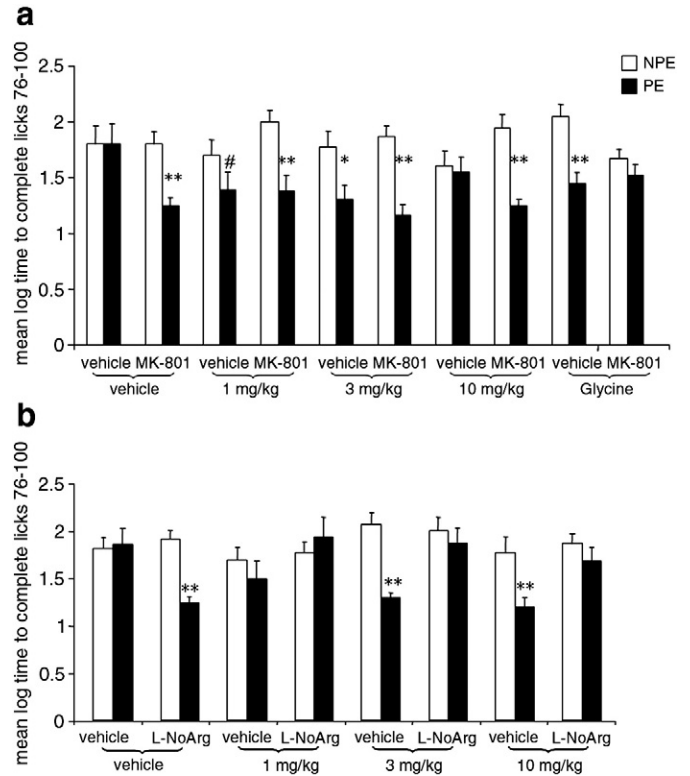 a
mean log time to complete licks 76-100
2.5
2
1.5
1
0.5
0
NPE
PE
** # ** * ** ** **
vehicle MK-801 vehicle MK-801 vehicle MK-801 vehicle MK-801 vehicle MK-801
vehicle 1 mg/kg 3 mg/kg 10 mg/kg Glycine
b
mean log time to complete licks 76-100
2.5
2
1.5
1
0.5
0
** ** **
vehicle L-NoArg vehicle L-NoArg vehicle L-NoArg vehicle L-NoArg
vehicle 1 mg/kg 3 mg/kg 10 mg/kg